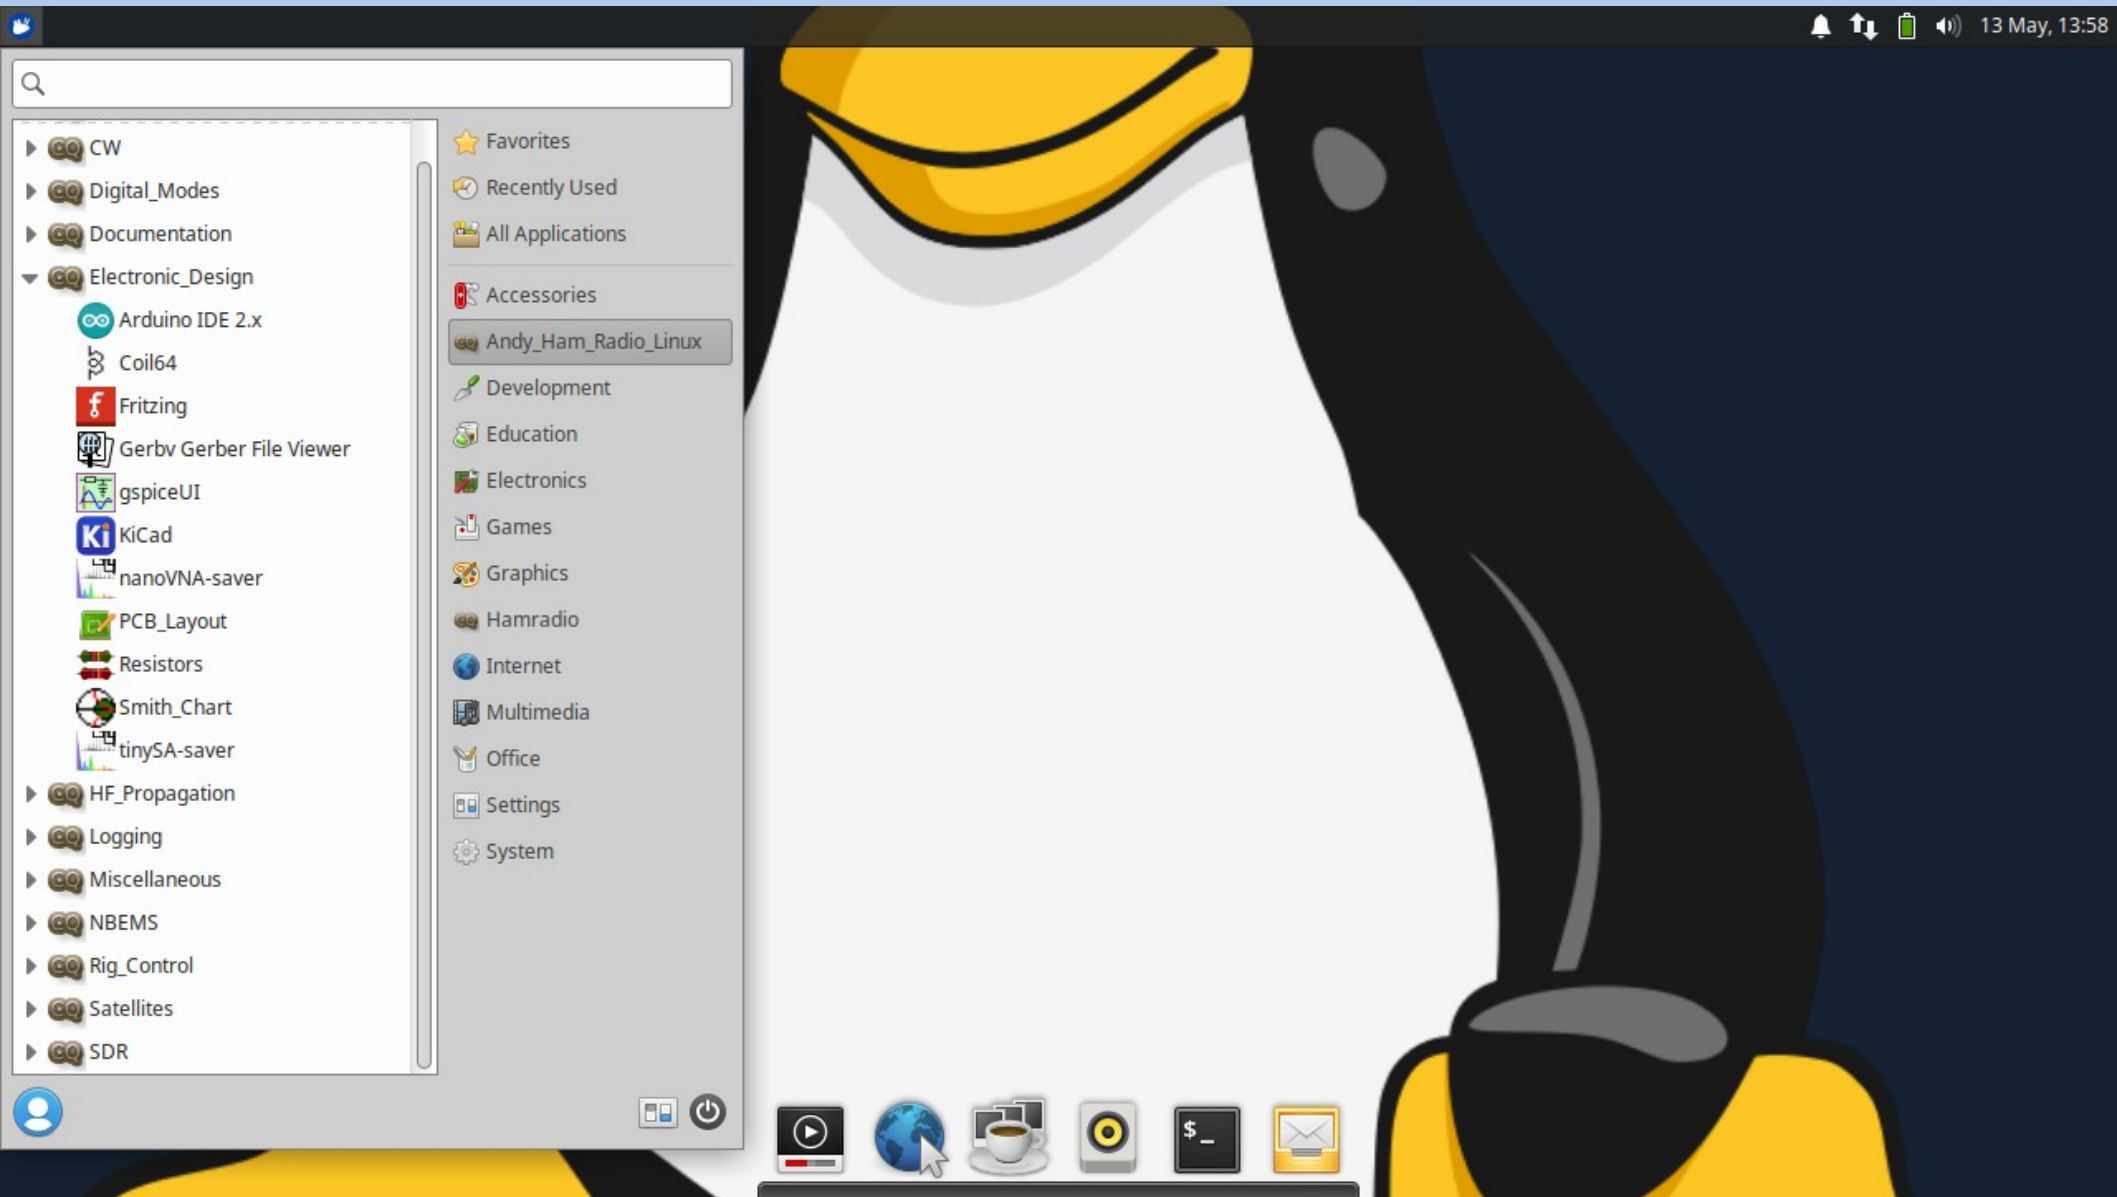 13 May, 13:58
CW
Digital_Modes
Documentation
Electronic_Design
Arduino IDE 2.x
Coil64
Fritzing
Gerbv Gerber File Viewer
gspiceUI
KiCad
nanoVNA-saver
PCB_Layout
Resistors
Smith_Chart
tinySA-saver
HF_Propagation
Logging
Miscellaneous
NBEMS
Rig_Control
Satellites
SDR
Favorites
Recently Used
All Applications
Accessories
Andy_Ham_Radio_Linux
Development
Education
Electronics
Games
Graphics
Hamradio
Internet
Multimedia
Office
Settings
System